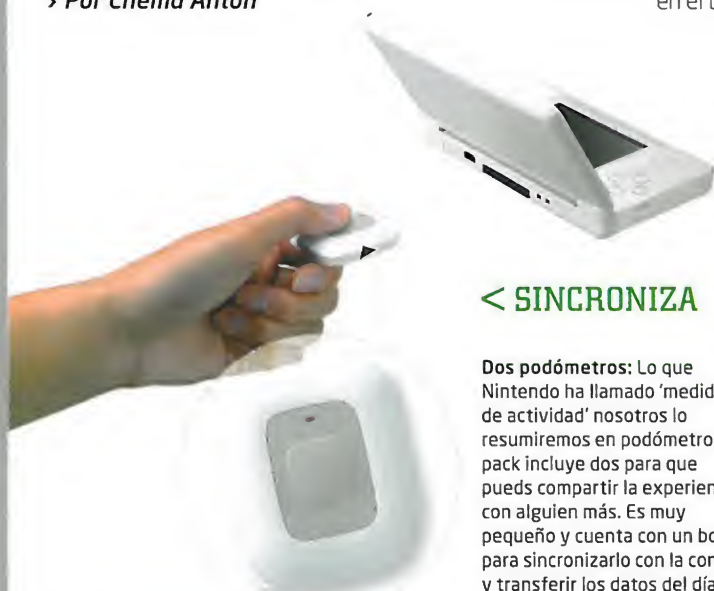 › Por Chema Antón
< SINCRONIZA
Dos podómetros: Lo que
Nintendo ha llamado 'medid
de actividad' nosotros lo
resumiremos en podómetro
pack incluye dos para que
pueds compartir la experien
con alguien más. Es muy
pequeño y cuenta con un bo
para sincronizarlo con la con
y transferir los datos del día